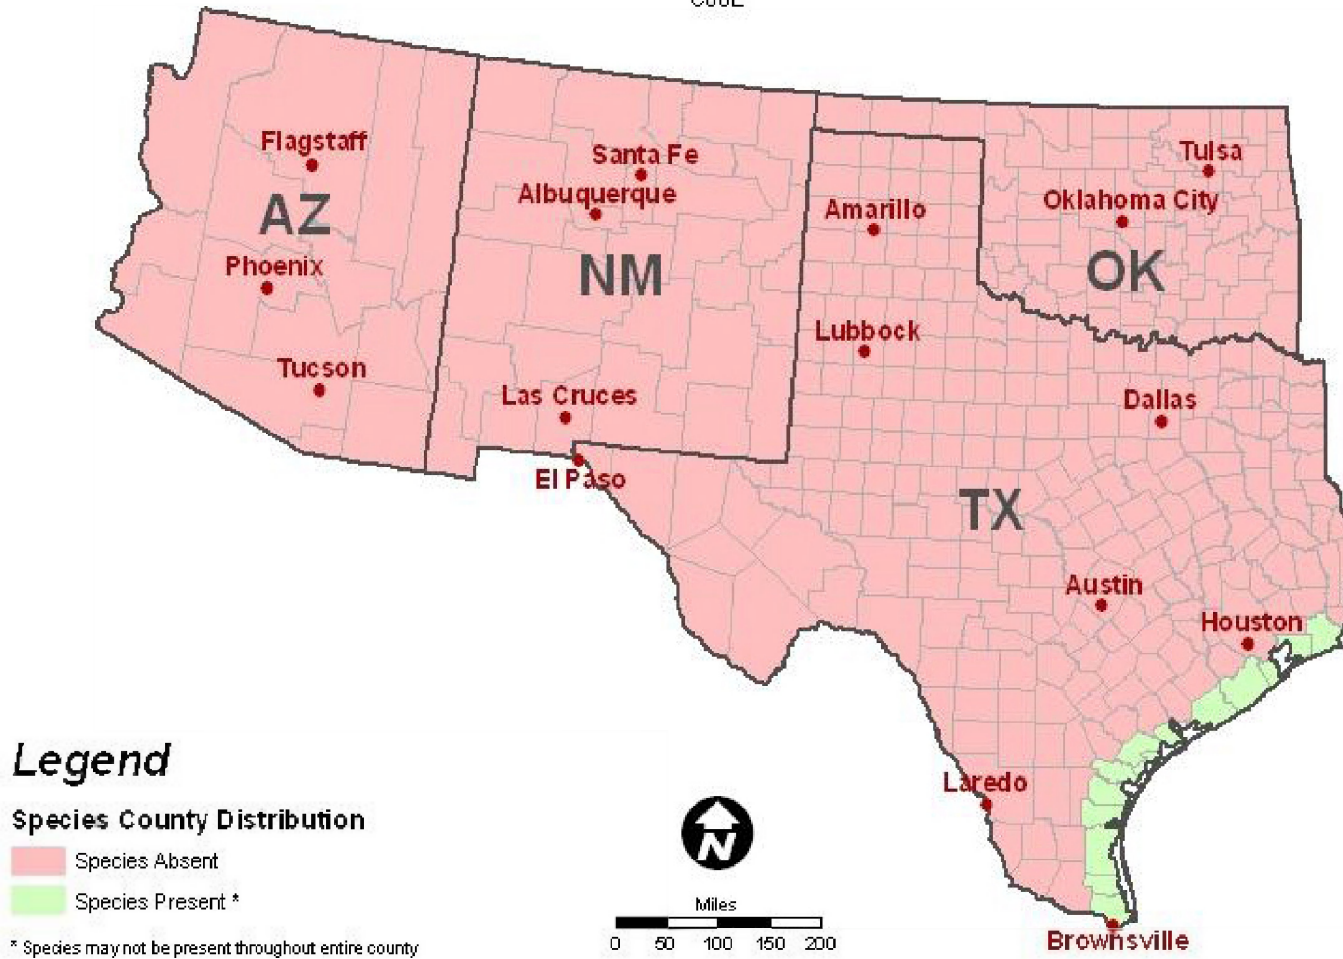 Flagstaff
Santa Fe
Tulsa
Albuquerque
Oklahoma City
Amarillo
AZ
Phoenix
NM
OK
Lubbock
Tucson
Las Cruces
Dallas
El Paso
TX
Austin
Houston
Legend
Laredo
Species County Distribution
Species Absent
N
Species Present *
Miles
0 50 100 150 200
Brownsville
* Species may not be present throughout entire county